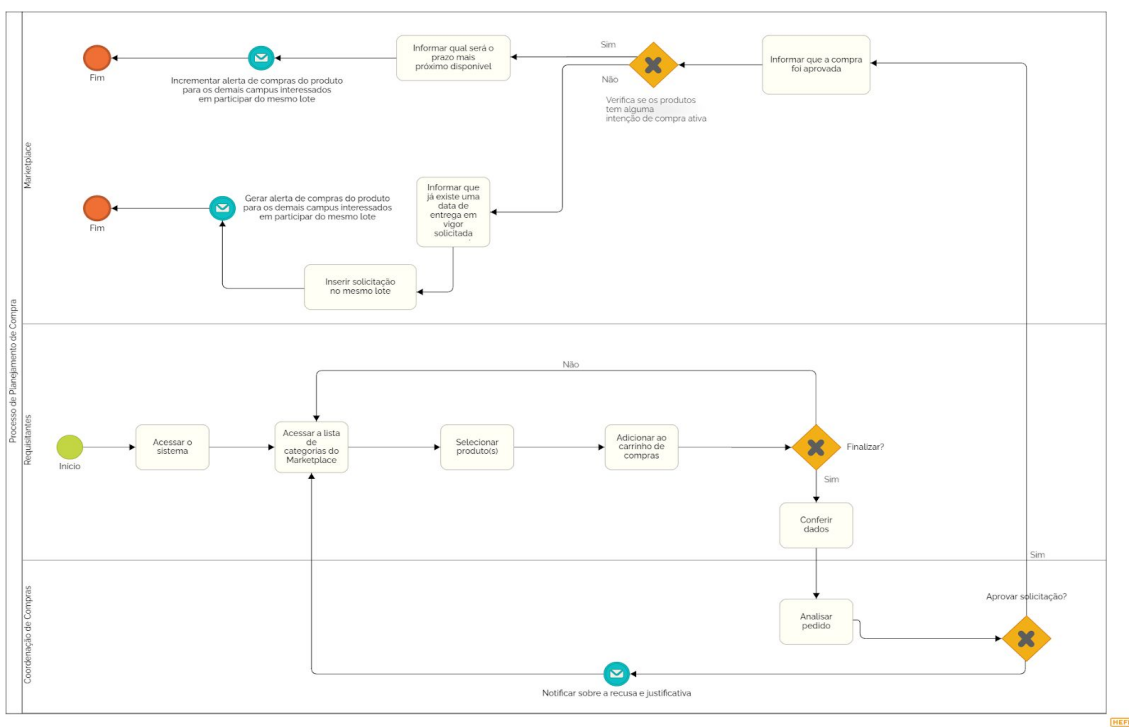 Processo de Planejamento de Compra
Marketplace
Fim
Incrementar alerta de compras do produto
para os demais campus interessados
em participar do mesmo lote
Informar qual será o
prazo mais
próximo disponível
Sim
Não
Verifica se os produtos
tem alguma
intenção de compra ativa
Informar que a compra
foi aprovada
Fim
Gerar alerta de compras do produto
para os demais campus interessados
em participar do mesmo lote
Informar que
já existe uma
data de
entrega em
vigor
solicitada
Inserir solicitação
no mesmo lote
Requisitantes
Início
Acessar o
sistema
Acessar a lista
de
categorias do
Marketplace
Selecionar
produto(s)
Adicionar ao
carrinho de
compras
Não
Finalizar?
Sim
Conferir
dados
Sim
Coordenação de Compras
Analisar
pedido
Aprovar solicitação?
Notificar sobre a recusa e justificativa